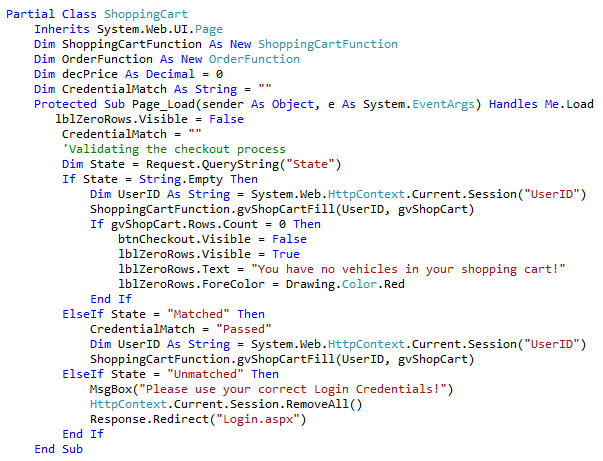 Partial Class ShoppingCart
    Inherits System.Web.UI.Page
    Dim ShoppingCartFunction As New ShoppingCartFunction
    Dim OrderFunction As New OrderFunction
    Dim decPrice As Decimal = 0
    Dim CredentialMatch As String = ""
    Protected Sub Page_Load(sender As Object, e As System.EventArgs) Handles Me.Load
       lblZeroRows.Visible = False
        CredentialMatch = ""
        'Validating the checkout process
        Dim State = Request.QueryString("State")
        If State = String.Empty Then
            Dim UserID As String = System.Web.HttpContext.Current.Session("UserID")
            ShoppingCartFunction.gvShopCartFill(UserID, gvShopCart)
            If gvShopCart.Rows.Count = 0 Then
                btnCheckout.Visible = False
                lblZeroRows.Visible = True
                lblZeroRows.Text = "You have no vehicles in your shopping cart!"
                lblZeroRows.ForeColor = Drawing.Color.Red
            End If
        ElseIf State = "Matched" Then
            CredentialMatch = "Passed"
            Dim UserID As String = System.Web.HttpContext.Current.Session("UserID")
            ShoppingCartFunction.gvShopCartFill(UserID, gvShopCart)
        ElseIf State = "Unmatched" Then
            MsgBox("Please use your correct Login Credentials!")
            HttpContext.Current.Session.RemoveAll()
            Response.Redirect("Login.aspx")
        End If
    End Sub